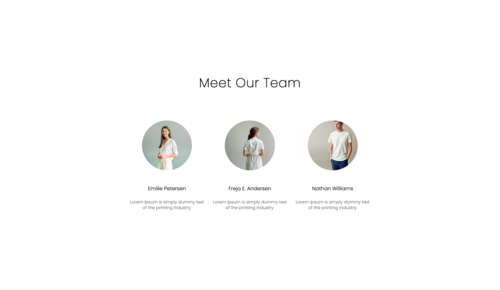 Meet Our Team
Emilie Petersen
Freja E. Andersen
Nathan Williams
Lorem Ipsum is simply dummy text
of the printing industry.
Lorem Ipsum is simply dummy text
of the printing industry.
Lorem Ipsum is simply dummy text
of the printing industry.